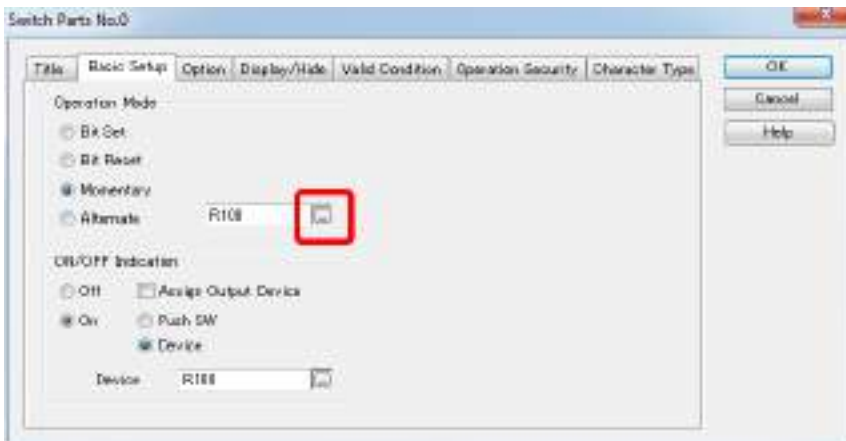 Switch Parts No.0
Title Basic Setup Option Display/Hide Valid Condition Operation Security Character Type
OK
Cancel
Help
Operation Mode
Bit Set
Bit Reset
Momentary
Alternate
...
ON/OFF Indication
Off Assign Output Device
On Push SW
Device
Device ...